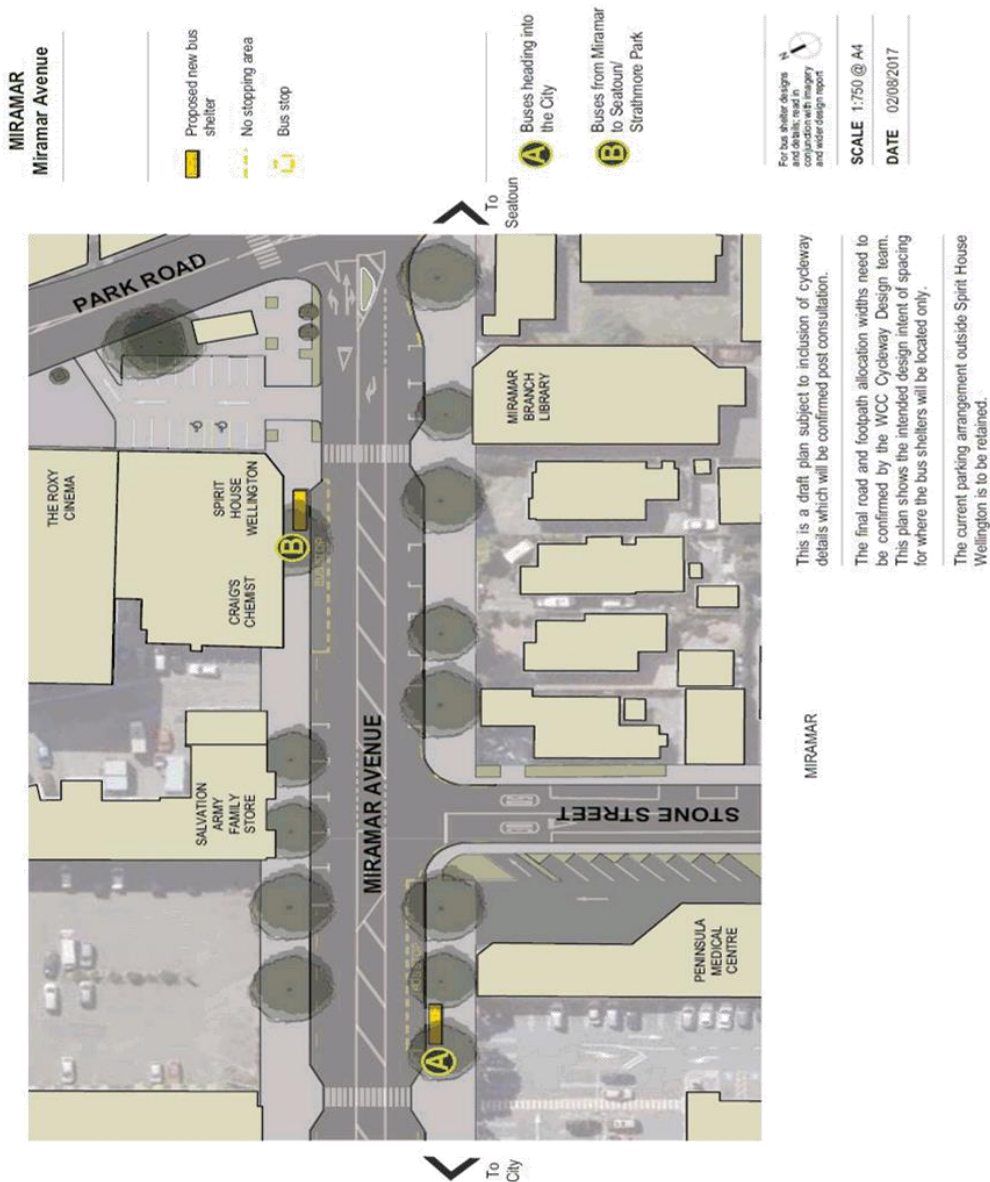 MIRAMAR
Miramar Avenue
Proposed new bus
shelter
No stopping area
Bus stop
A
Buses heading into
the City
B
Buses from Miramar
to Seatoun/
Strathmore Park
For bus shelter designs
and details; read in
conjunction with imagery
and wider design report
N
SCALE 1:750 @ A4
DATE 02/08/2017
To
Seatoun
PARK ROAD
THE ROXY
CINEMA
SPIRIT
HOUSE
WELLINGTON
CRAIG'S
CHEMIST
B
BUS STOP
SALVATION
ARMY
FAMILY
STORE
MIRAMAR AVENUE
MIRAMAR
BRANCH
LIBRARY
STONE STREET
BUS STOP
A
PENINSULA
MEDICAL
CENTRE
To
City
This is a draft plan subject to inclusion of cycleway
details which will be confirmed post consultation.
The final road and footpath allocation widths need to
be confirmed by the WCC Cycleway Design team.
This plan shows the intended design intent of spacing
for where the bus shelters will be located only.
The current parking arrangement outside Spirit House
Wellington is to be retained.
MIRAMAR